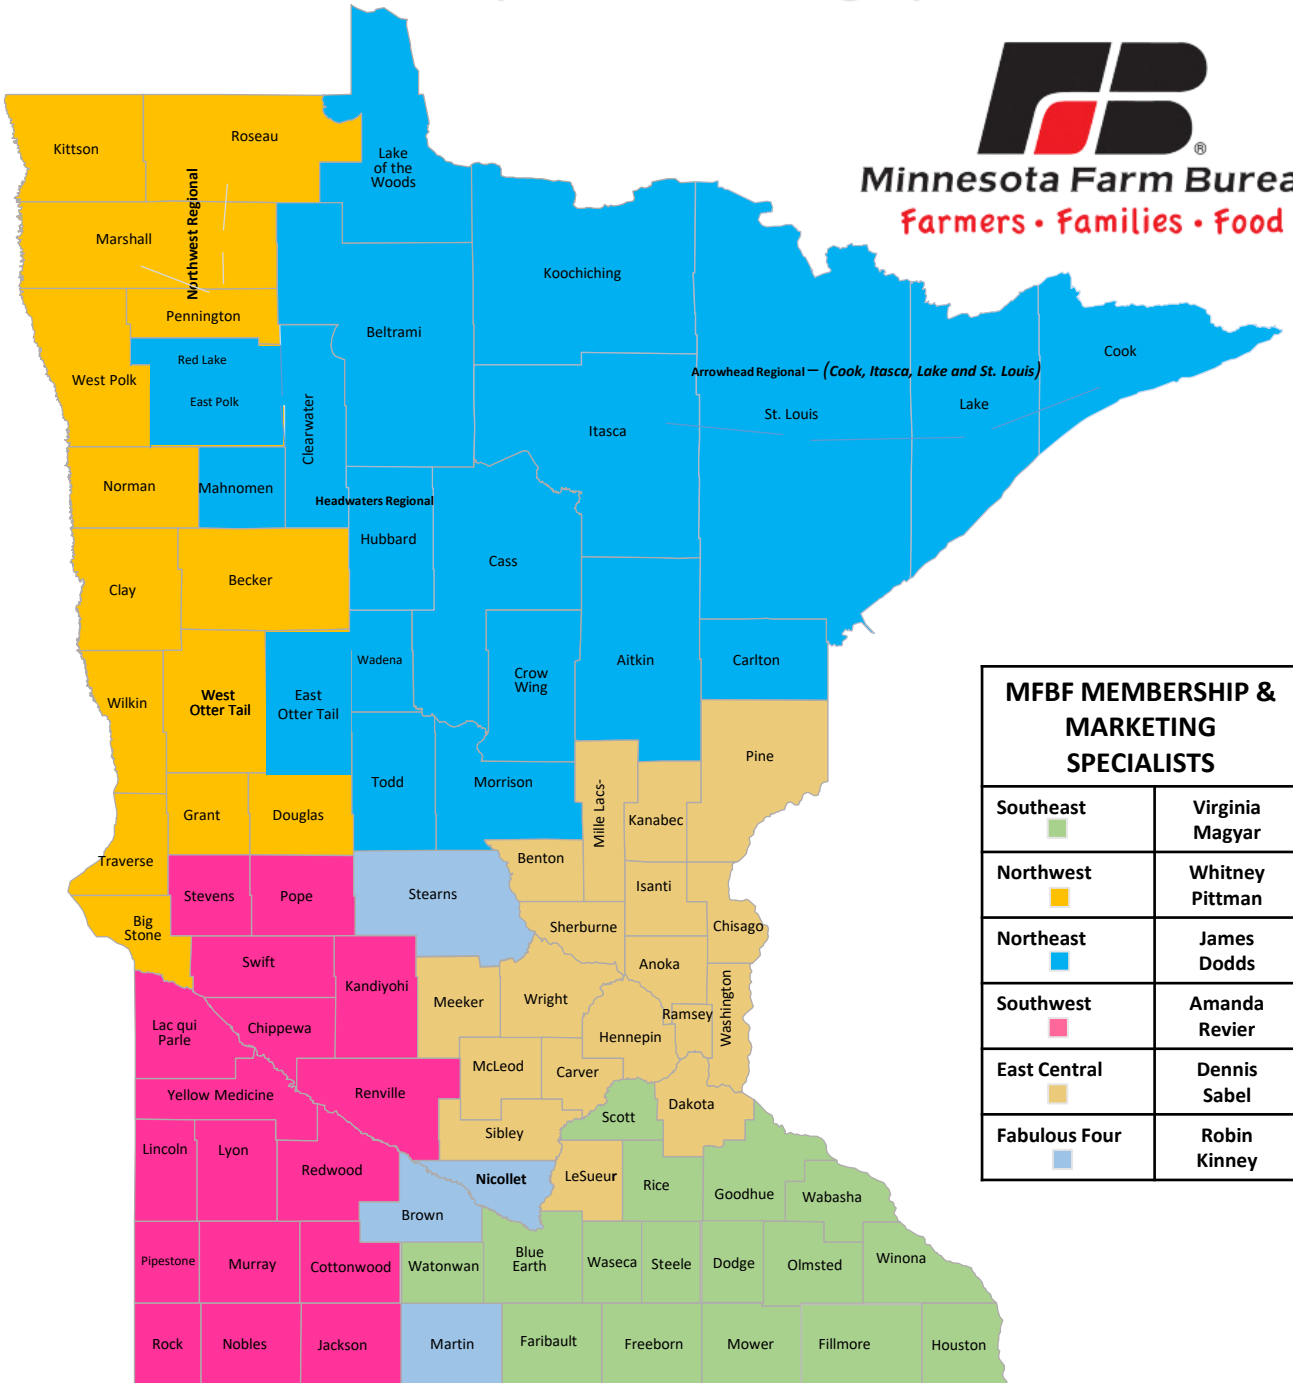 ®
Minnesota Farm Burea
Farmers • Families • Food
Kittson
Roseau
Lake
of the
Woods
Northwest Regional
Marshall
Koochiching
Pennington
Beltrami
Red Lake
West Polk
East Polk
Clearwater
Cook
Arrowhead Regional – (Cook, Itasca, Lake and St. Louis)
St. Louis
Lake
Itasca
Norman
Mahnomen
Headwaters Regional
Hubbard
Cass
Clay
Becker
Wadena
Aitkin
Carlton
Crow
Wing
Wilkin
West
Otter Tail
East
Otter Tail
Pine
Todd
Morrison
Mille Lacs-
Kanabec
Grant
Douglas
Traverse
Benton
Isanti
Stevens
Pope
Stearns
Big
Stone
Sherburne
Chisago
Swift
Kandiyohi
Anoka
Meeker
Wright
Washington
Ramsey
Hennepin
Lac qui
Parle
Chippewa
McLeod
Carver
Yellow Medicine
Renville
Scott
Dakota
Sibley
Lincoln
Lyon
Redwood
Nicollet
LeSueur
Rice
Goodhue
Wabasha
Brown
Pipestone
Murray
Cottonwood
Watonwan
Blue
Earth
Waseca
Steele
Dodge
Olmsted
Winona
Rock
Nobles
Jackson
Martin
Faribault
Freeborn
Mower
Fillmore
Houston
MFBF MEMBERSHIP &
MARKETING
SPECIALISTS
Southeast
Virginia
Magyar
Northwest
Whitney
Pittman
Northeast
James
Dodds
Southwest
Amanda
Revier
East Central
Dennis
Sabel
Fabulous Four
Robin
Kinney